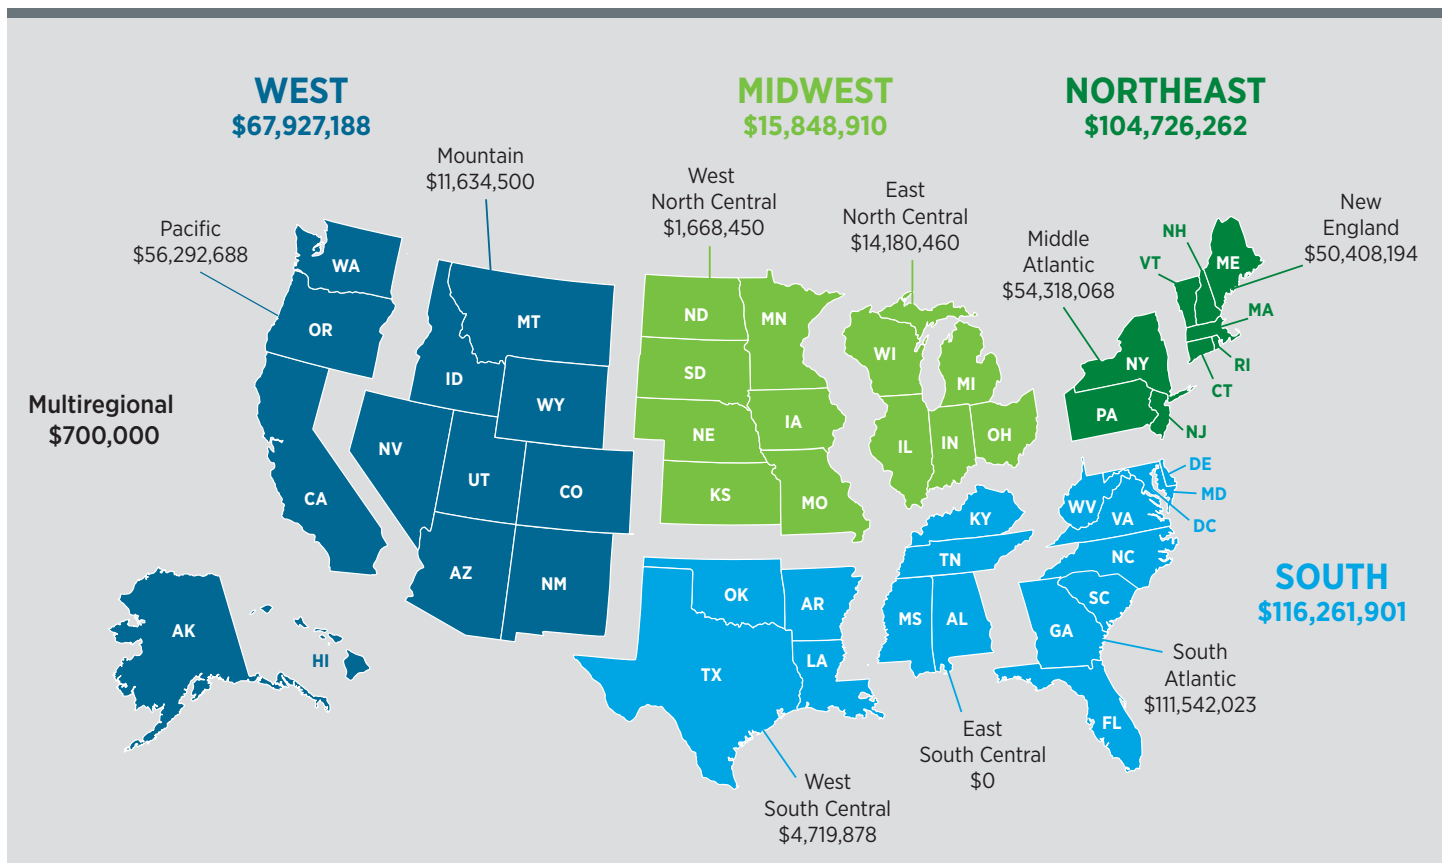 WEST
$67,927,188
MIDWEST
$15,848,910
NORTHEAST
$104,726,262
Mountain
$11,634,500
Pacific
$56,292,688
West
North Central
$1,668,450
East
North Central
$14,180,460
Middle
Atlantic
$54,318,068
New
England
$50,408,194
Multiregional
$700,000
WA
OR
CA
MT
ID
WY
NV
UT
CO
AZ
NM
AK
HI
ND
MN
SD
NE
IA
KS
MO
WI
MI
IL
IN
OH
NH
VT
ME
MA
RI
CT
NY
PA
NJ
DE
MD
DC
WV
VA
KY
TN
NC
SC
OK
AR
MS
AL
GA
TX
LA
FL
SOUTH
$116,261,901
South
Atlantic
$111,542,023
East
South Central
$0
West
South Central
$4,719,878